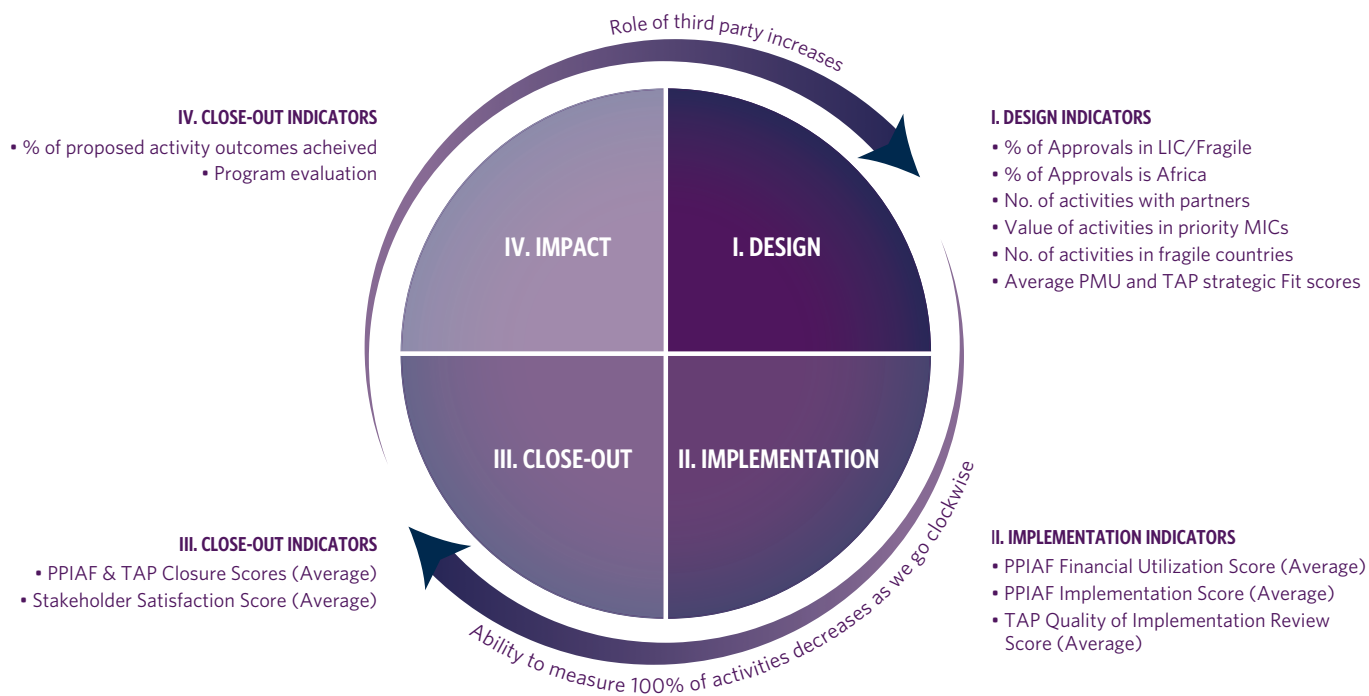 Role of third party increases
IV. CLOSE-OUT INDICATORS
• % of proposed activity outcomes acheived
• Program evaluation
I. DESIGN INDICATORS
• % of Approvals in LIC/Fragile
• % of Approvals is Africa
• No. of activities with partners
• Value of activities in priority MICs
• No. of activities in fragile countries
• Average PMU and TAP strategic Fit scores
IV. IMPACT
I. DESIGN
III. CLOSE-OUT
II. IMPLEMENTATION
III. CLOSE-OUT INDICATORS
• PPIAF & TAP Closure Scores (Average)
• Stakeholder Satisfaction Score (Average)
II. IMPLEMENTATION INDICATORS
• PPIAF Financial Utilization Score (Average)
• PPIAF Implementation Score (Average)
• TAP Quality of Implementation Review
Score (Average)
Ability to measure 100% of activities decreases as we go clockwise